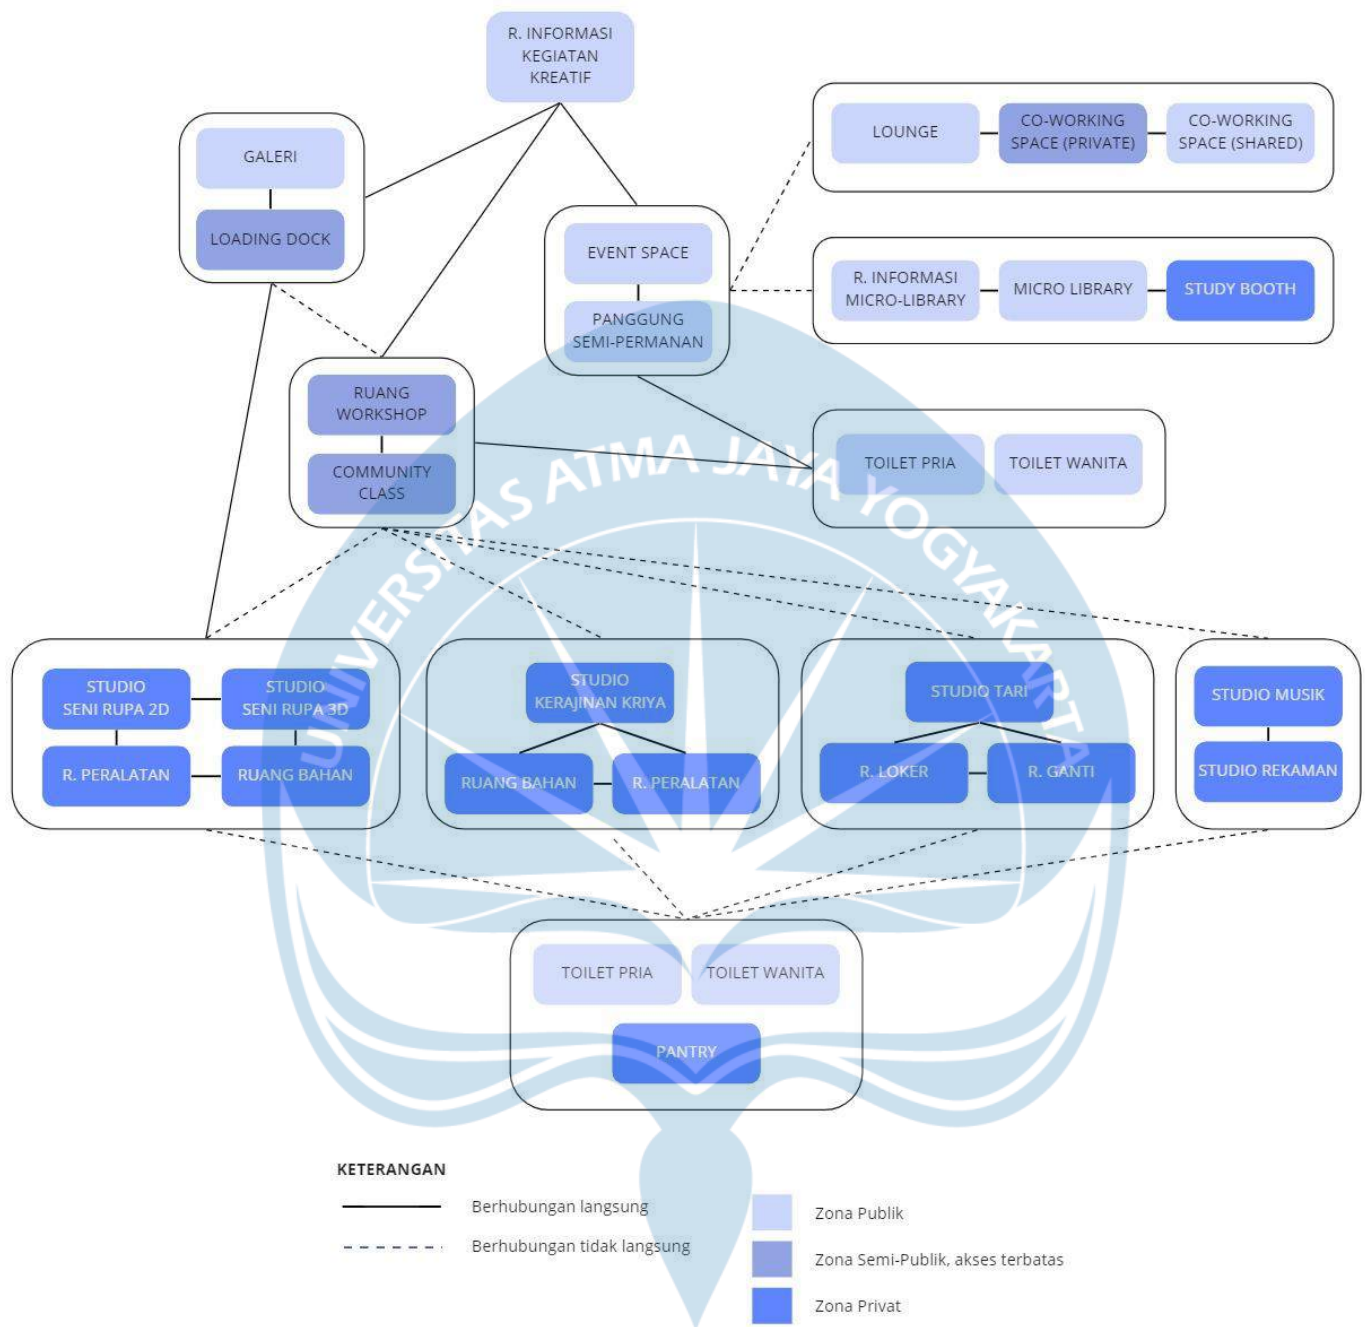 R. INFORMASI
KEGIATAN
KREATIF
GALERI
LOADING DOCK
EVENT SPACE
PANGGUNG
SEMI-PERMANAN
LOUNGE
CO-WORKING
SPACE (PRIVATE)
CO-WORKING
SPACE (SHARED)
R. INFORMASI
MICRO-LIBRARY
MICRO LIBRARY
STUDY BOOTH
RUANG
WORKSHOP
COMMUNITY
CLASS
TOILET PRIA
TOILET WANITA
UNIVERSITAS ATMA JAYA YOGYAKARTA
STUDIO
SENI RUPA 2D
STUDIO
SENI RUPA 3D
R. PERALATAN
RUANG BAHAN
STUDIO
KERAJINAN KRIYA
RUANG BAHAN
R. PERALATAN
STUDIO TARI
R. LOKER
R. GANTI
STUDIO MUSIK
STUDIO REKAMAN
TOILET PRIA
TOILET WANITA
PANTRY
KETERANGAN
Berhubungan langsung
Berhubungan tidak langsung
Zona Publik
Zona Semi-Publik, akses terbatas
Zona Privat